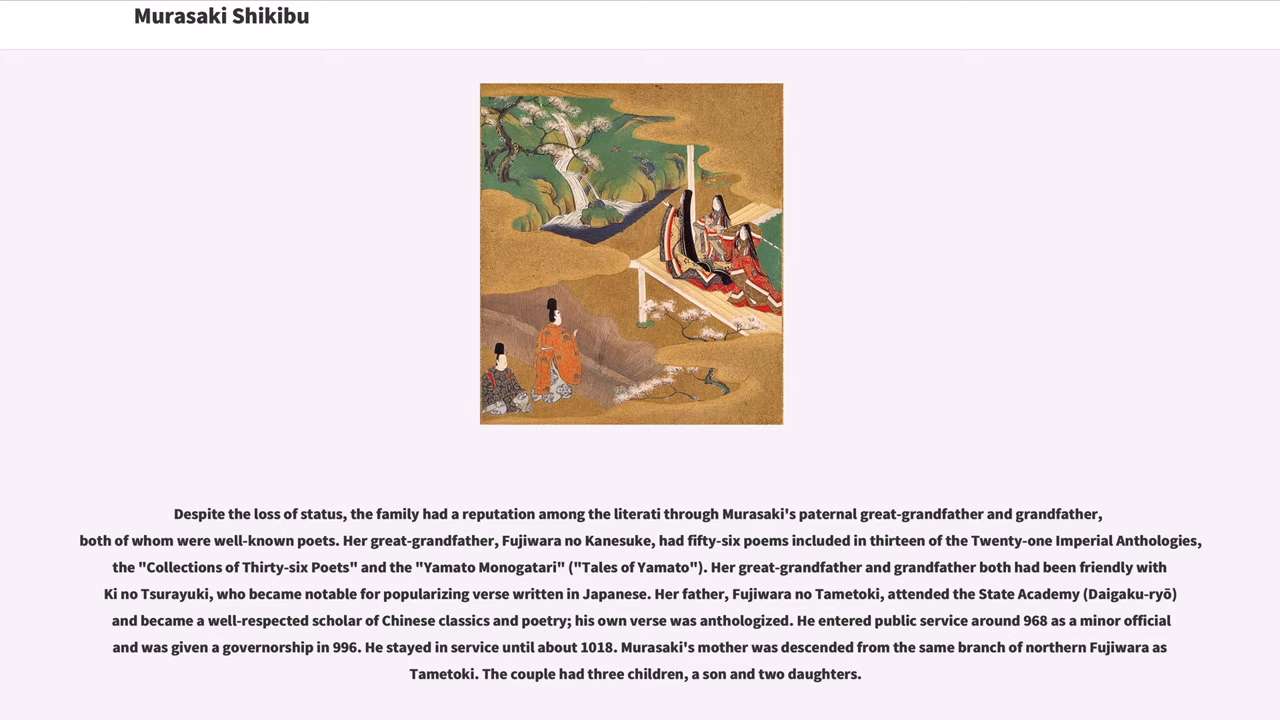 Murasaki Shikibu
Despite the loss of status, the family had a reputation among the literati through Murasaki's paternal great-grandfather and grandfather,
both of whom were well-known poets. Her great-grandfather, Fujiwara no Kanesuke, had fifty-six poems included in thirteen of the Twenty-one Imperial Anthologies,
the "Collections of Thirty-six Poets" and the "Yamato Monogatari" ("Tales of Yamato"). Her great-grandfather and grandfather both had been friendly with
Ki no Tsurayuki, who became notable for popularizing verse written in Japanese. Her father, Fujiwara no Tametoki, attended the State Academy (Daigaku-ryō)
and became a well-respected scholar of Chinese classics and poetry; his own verse was anthologized. He entered public service around 968 as a minor official
and was given a governorship in 996. He stayed in service until about 1018. Murasaki's mother was descended from the same branch of northern Fujiwara as
Tametoki. The couple had three children, a son and two daughters.